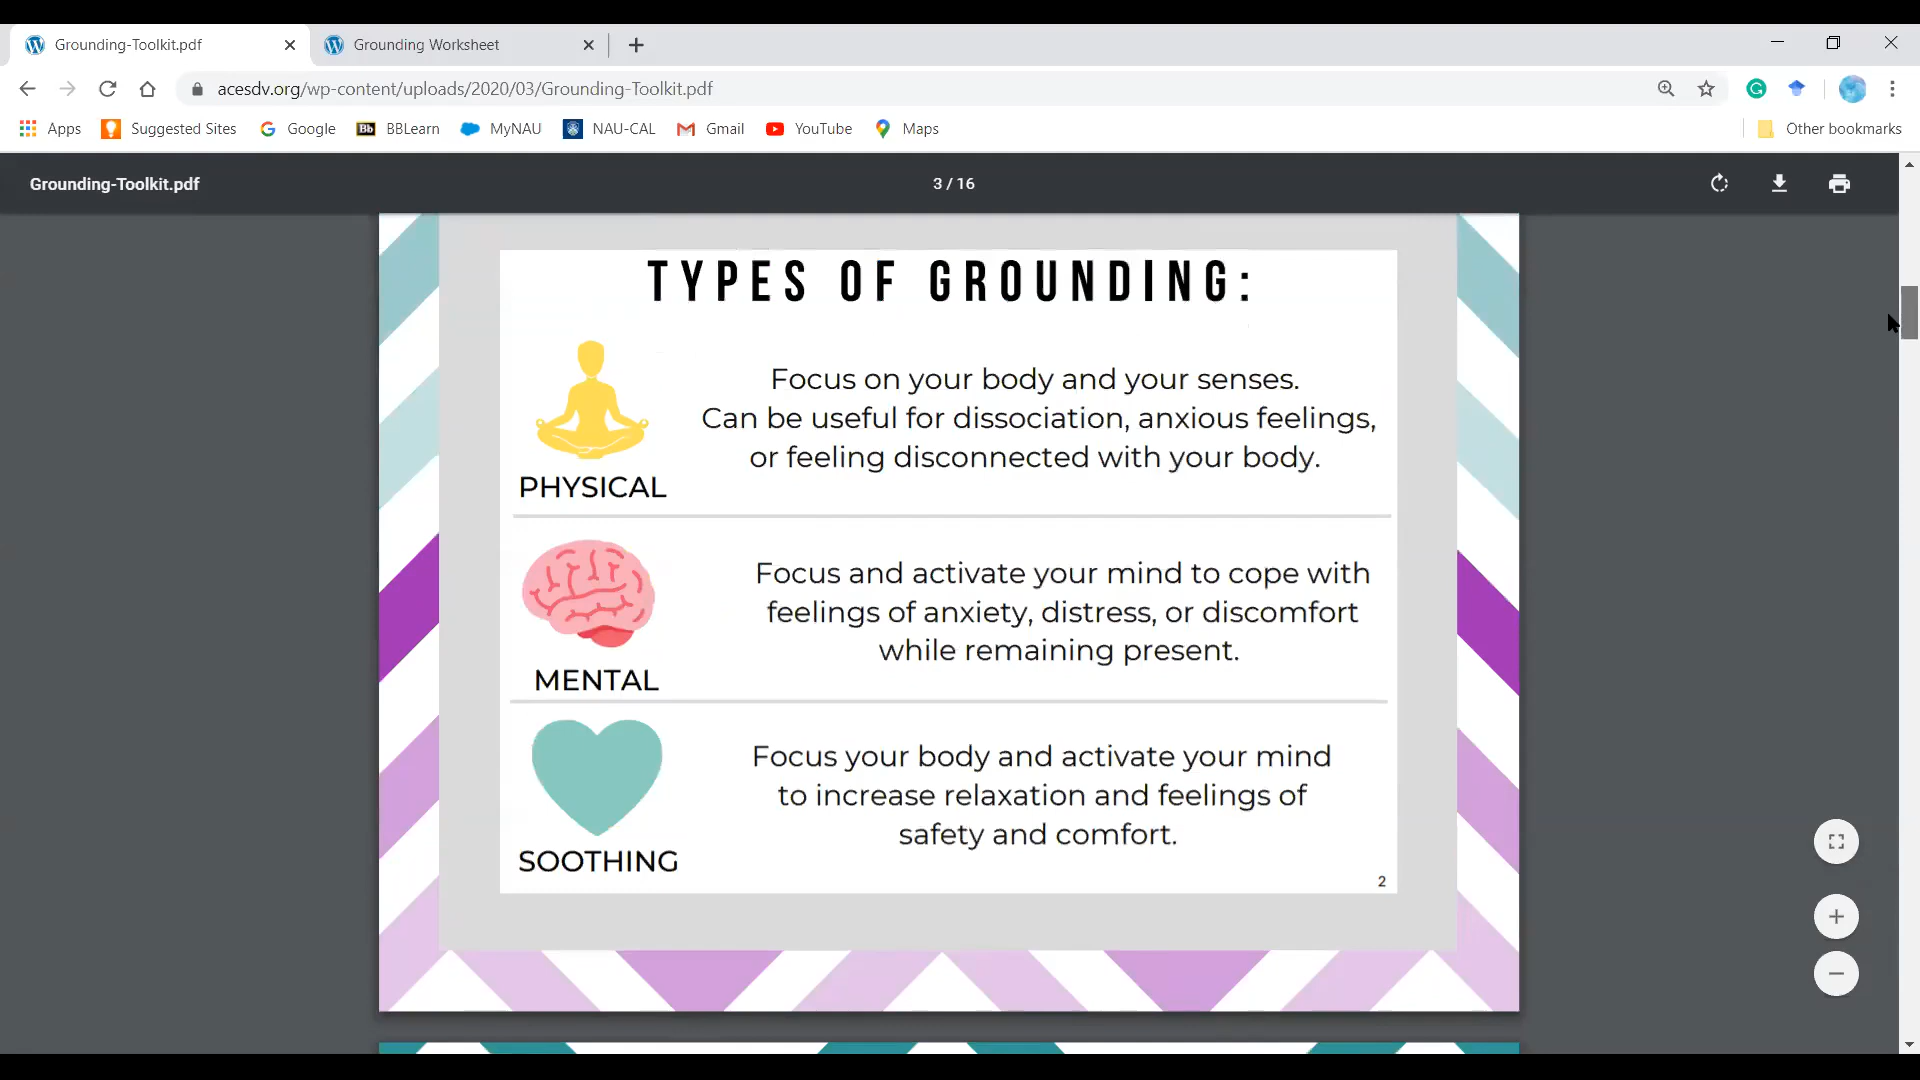 Grounding-Toolkit.pdf
Grounding Worksheet
acesdv.org/wp-content/uploads/2020/03/Grounding-Toolkit.pdf
Apps
Suggested Sites
Google
Bb
BBLearn
MyNAU
NAU-CAL
Gmail
YouTube
Maps
Other bookmarks
Grounding-Toolkit.pdf
3 / 16
TYPES OF GROUNDING:
Focus on your body and your senses.
Can be useful for dissociation, anxious feelings,
or feeling disconnected with your body.
PHYSICAL
Focus and activate your mind to cope with
feelings of anxiety, distress, or discomfort
while remaining present.
MENTAL
Focus your body and activate your mind
to increase relaxation and feelings of
safety and comfort.
SOOTHING
2